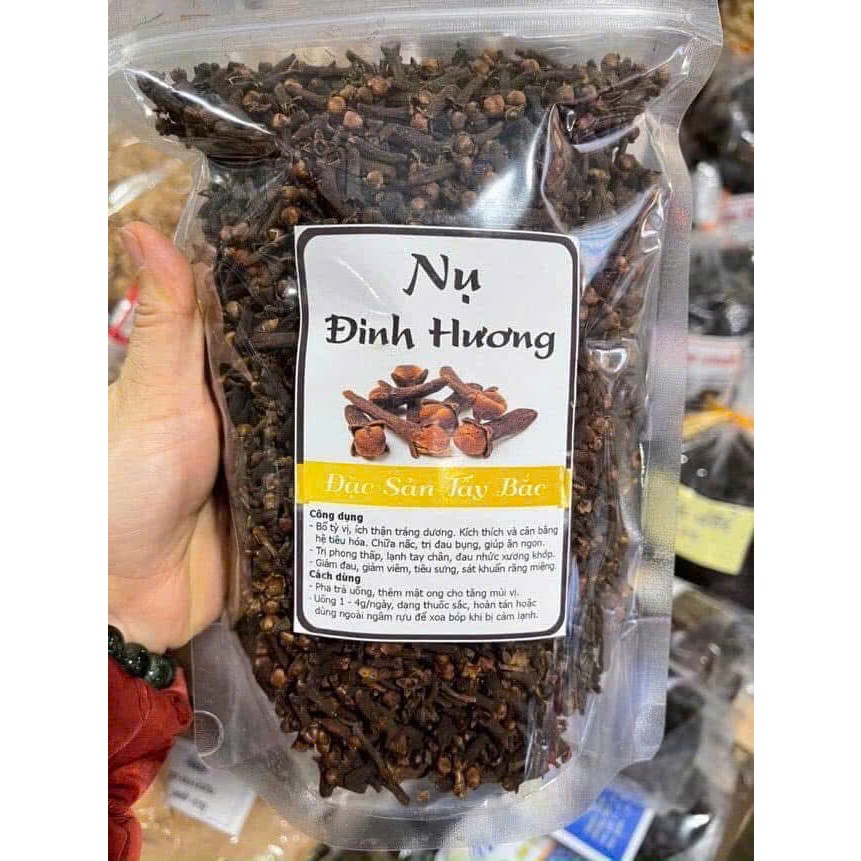 Nụ
Đinh Hương
Đặc Sản Tây Bắc
Công dụng
- Bổ tỳ vị, ích thận tráng dương. Kích thích và cân bằng
hệ tiêu hóa. Chữa nấc, trị đau bụng, giúp ăn ngon.
- Trị phong thấp, lạnh tay chân, đau nhức xương khớp.
- Giảm đau, giảm viêm, tiêu sưng, sát khuẩn răng miệng.
Cách dùng
- Pha trà uống, thêm mật ong cho tăng mùi vị.
- Uống 1 - 4g/ngày, dạng thuốc sắc, hoàn tán hoặc
dùng ngoài ngâm rựu để xoa bóp khi bị cảm lạnh.